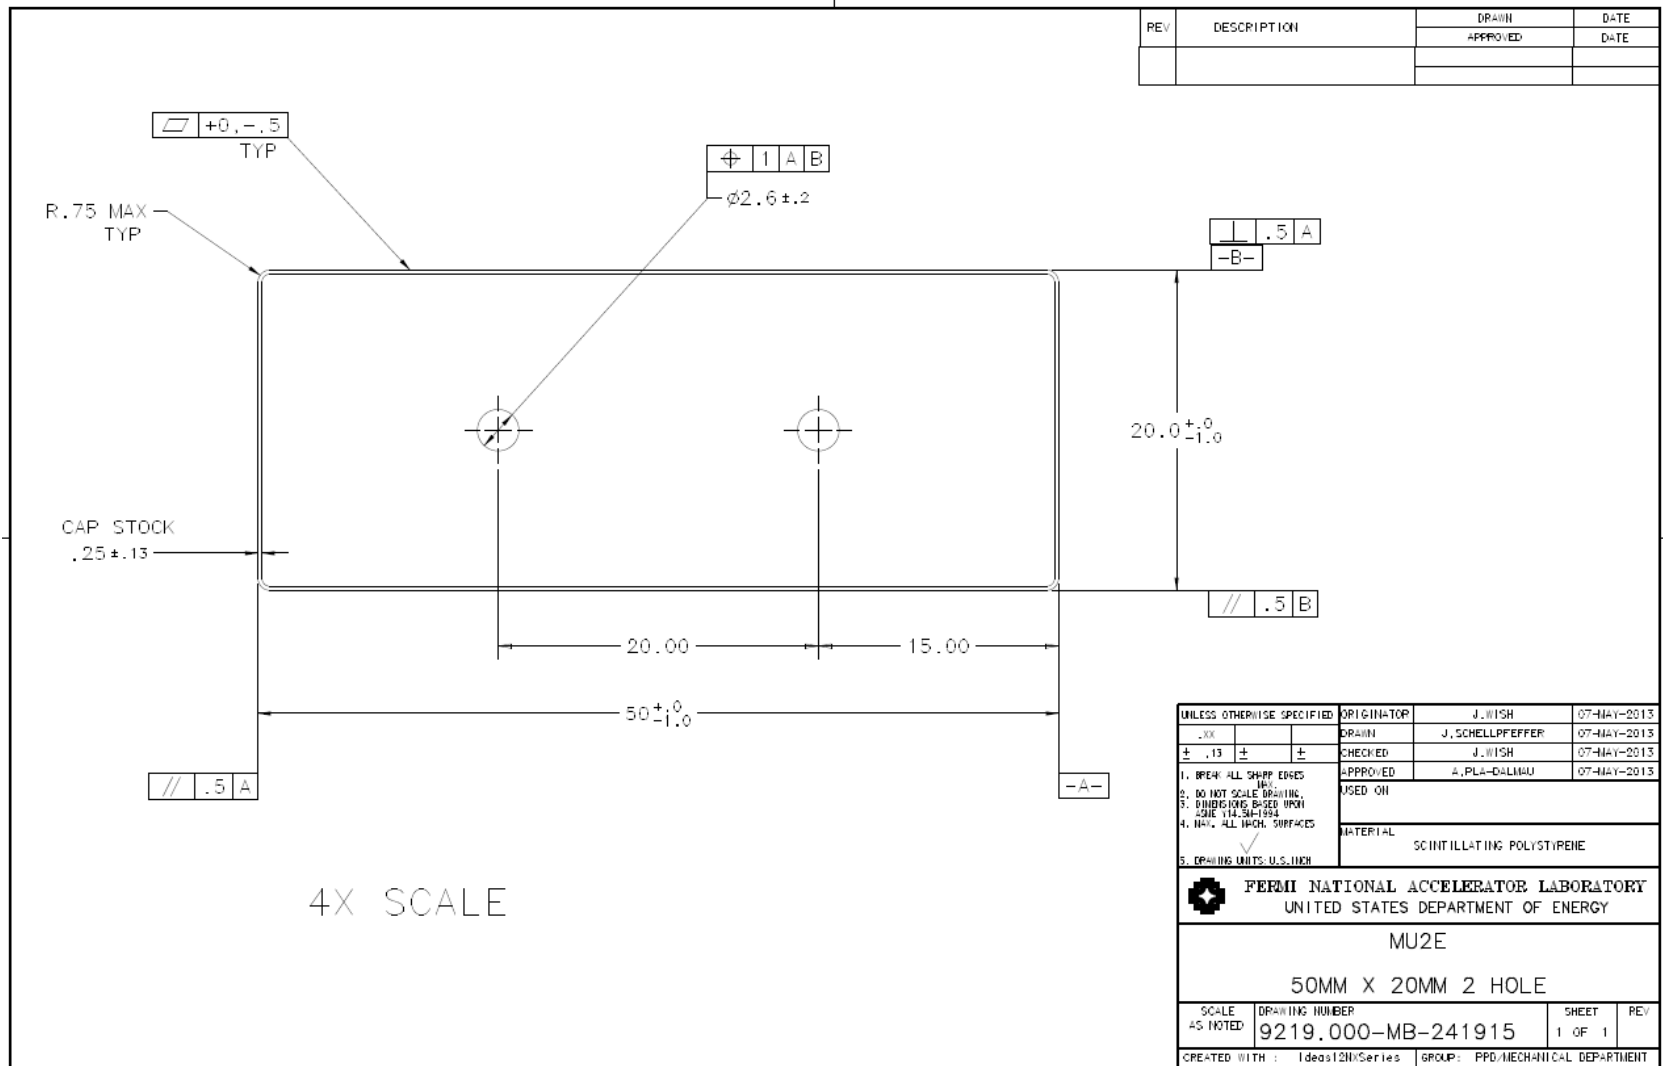 REV DESCRIPTION DRAWN DATE
APPROVED DATE
+0,-.5
TYP
1 A B
Ø2.6±.2
R.75 MAX
TYP
⊥ .5 A
-B-
20.0 +.0 -1.0
CAP STOCK
.25±.13
// .5 B
20.00 15.00
50 +.0 -1.0
// .5 A
-A-
4X SCALE
UNLESS OTHERWISE SPECIFIED ORIGINATOR J.WISH 07-MAY-2013
.XX DRAWN J.SCHELLPFEFFER 07-MAY-2013
± .13 ± ± CHECKED J.WISH 07-MAY-2013
APPROVED A.PLA-DALMAU 07-MAY-2013
1. BREAK ALL SHARP EDGES
MAX.
2. DO NOT SCALE DRAWING.
3. DIMENSIONS BASED UPON
ASME Y14.5M-1994
4. MAX. ALL MACH. SURFACES
5. DRAWING UNITS: U.S.INCH
USED ON
MATERIAL
SCINTILLATING POLYSTYRENE
FERMI NATIONAL ACCELERATOR LABORATORY
UNITED STATES DEPARTMENT OF ENERGY
MU2E
50MM X 20MM 2 HOLE
SCALE DRAWING NUMBER SHEET REV
AS NOTED 9219.000-MB-241915 1 OF 1
CREATED WITH : Ideas12NXSeries GROUP: PPD/MECHANICAL DEPARTMENT